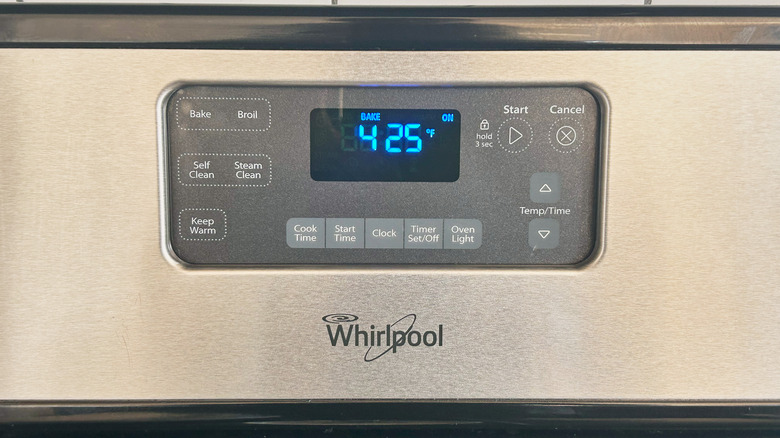 Bake Broil
BAKE ON
425 °F
Start Cancel
hold
3 sec
Self Clean
Steam Clean
Keep Warm
Cook Time
Start Time
Clock
Timer Set/Off
Oven Light
Temp/Time
Whirlpool